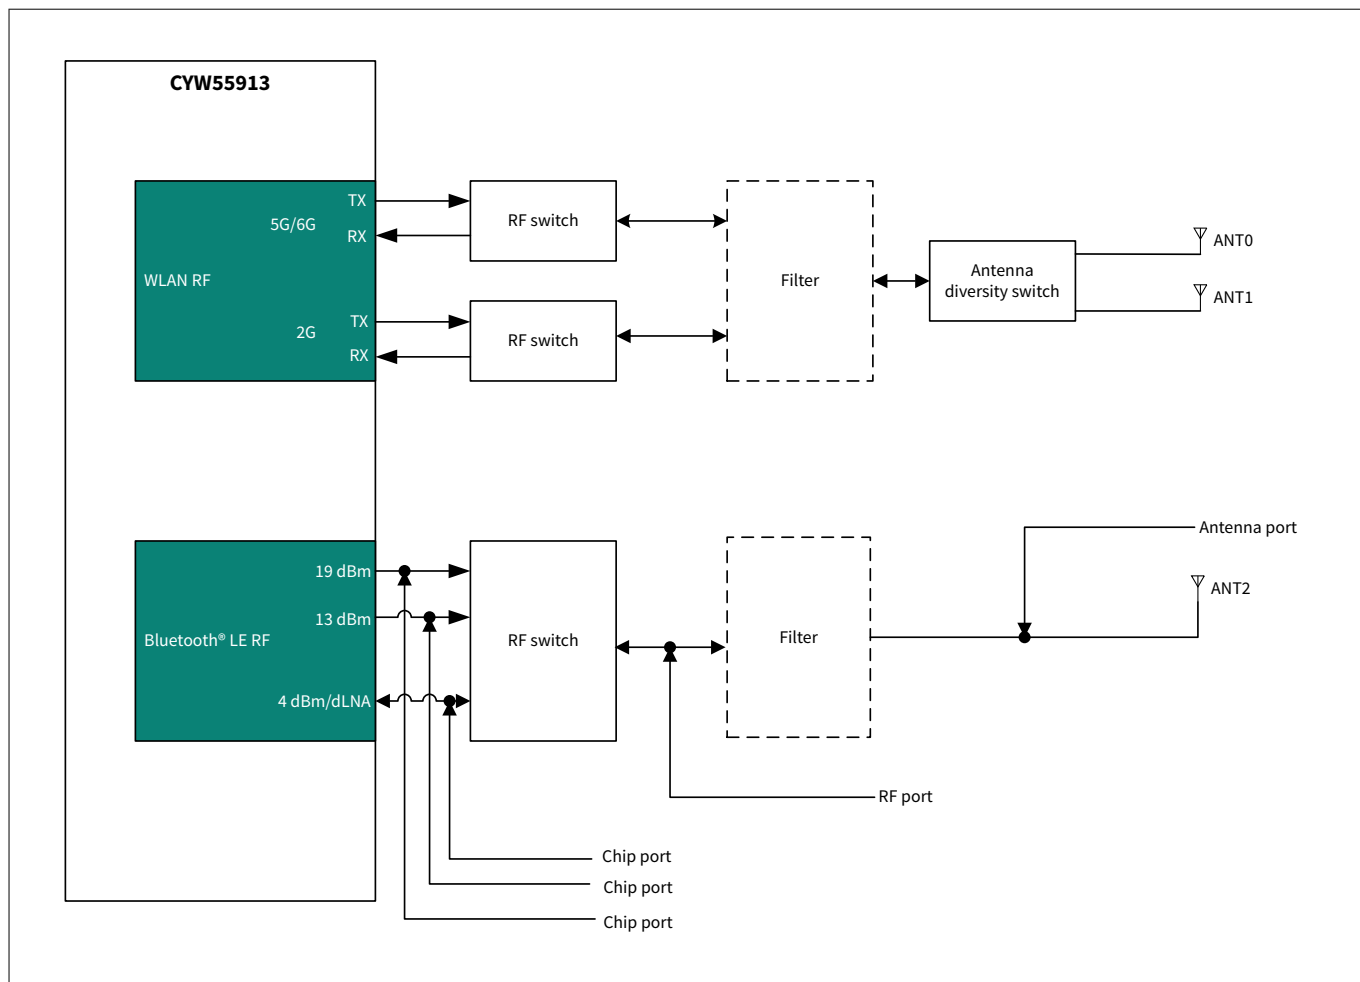 CYW55913
TX
5G/6G
RX
WLAN RF
TX
2G
RX
RF switch
RF switch
Filter
Antenna
diversity switch
ANT0
ANT1
19 dBm
13 dBm
Bluetooth® LE RF
4 dBm/dLNA
RF switch
Filter
Antenna port
ANT2
RF port
Chip port
Chip port
Chip port